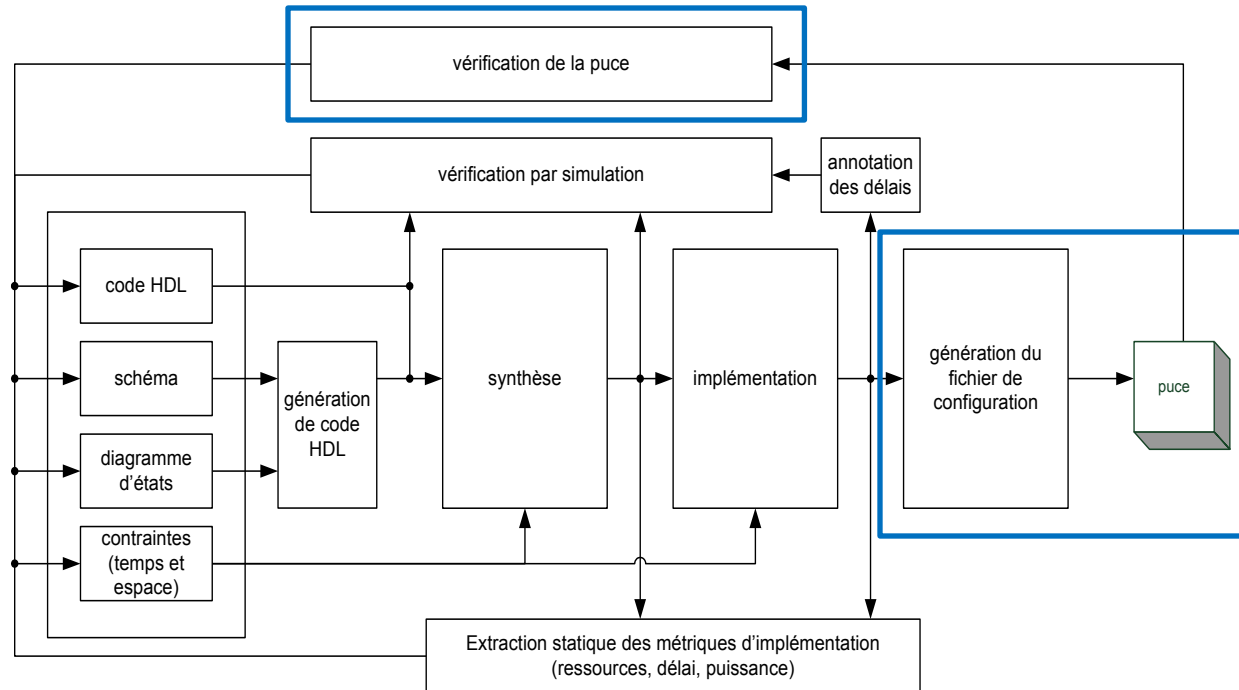 vérification de la puce
vérification par simulation
annotation
des délais
code HDL
schéma
diagramme
d'états
contraintes
(temps et
espace)
génération
de code
HDL
synthèse
implémentation
génération du
fichier de
configuration
puce
Extraction statique des métriques d'implémentation
(ressources, délai, puissance)